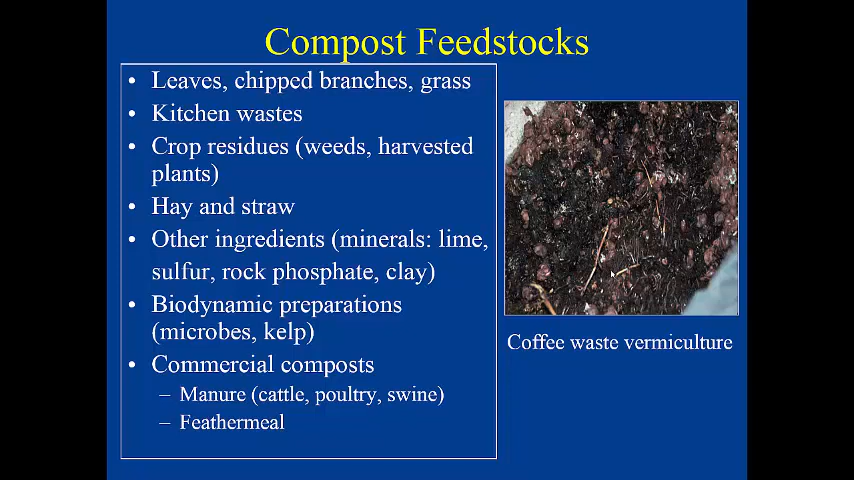 Compost Feedstocks
• Leaves, chipped branches, grass
• Kitchen wastes
• Crop residues (weeds, harvested
plants)
• Hay and straw
• Other ingredients (minerals: lime,
sulfur, rock phosphate, clay)
• Biodynamic preparations
(microbes, kelp)
• Commercial composts
– Manure (cattle, poultry, swine)
– Feathermeal
Coffee waste vermiculture